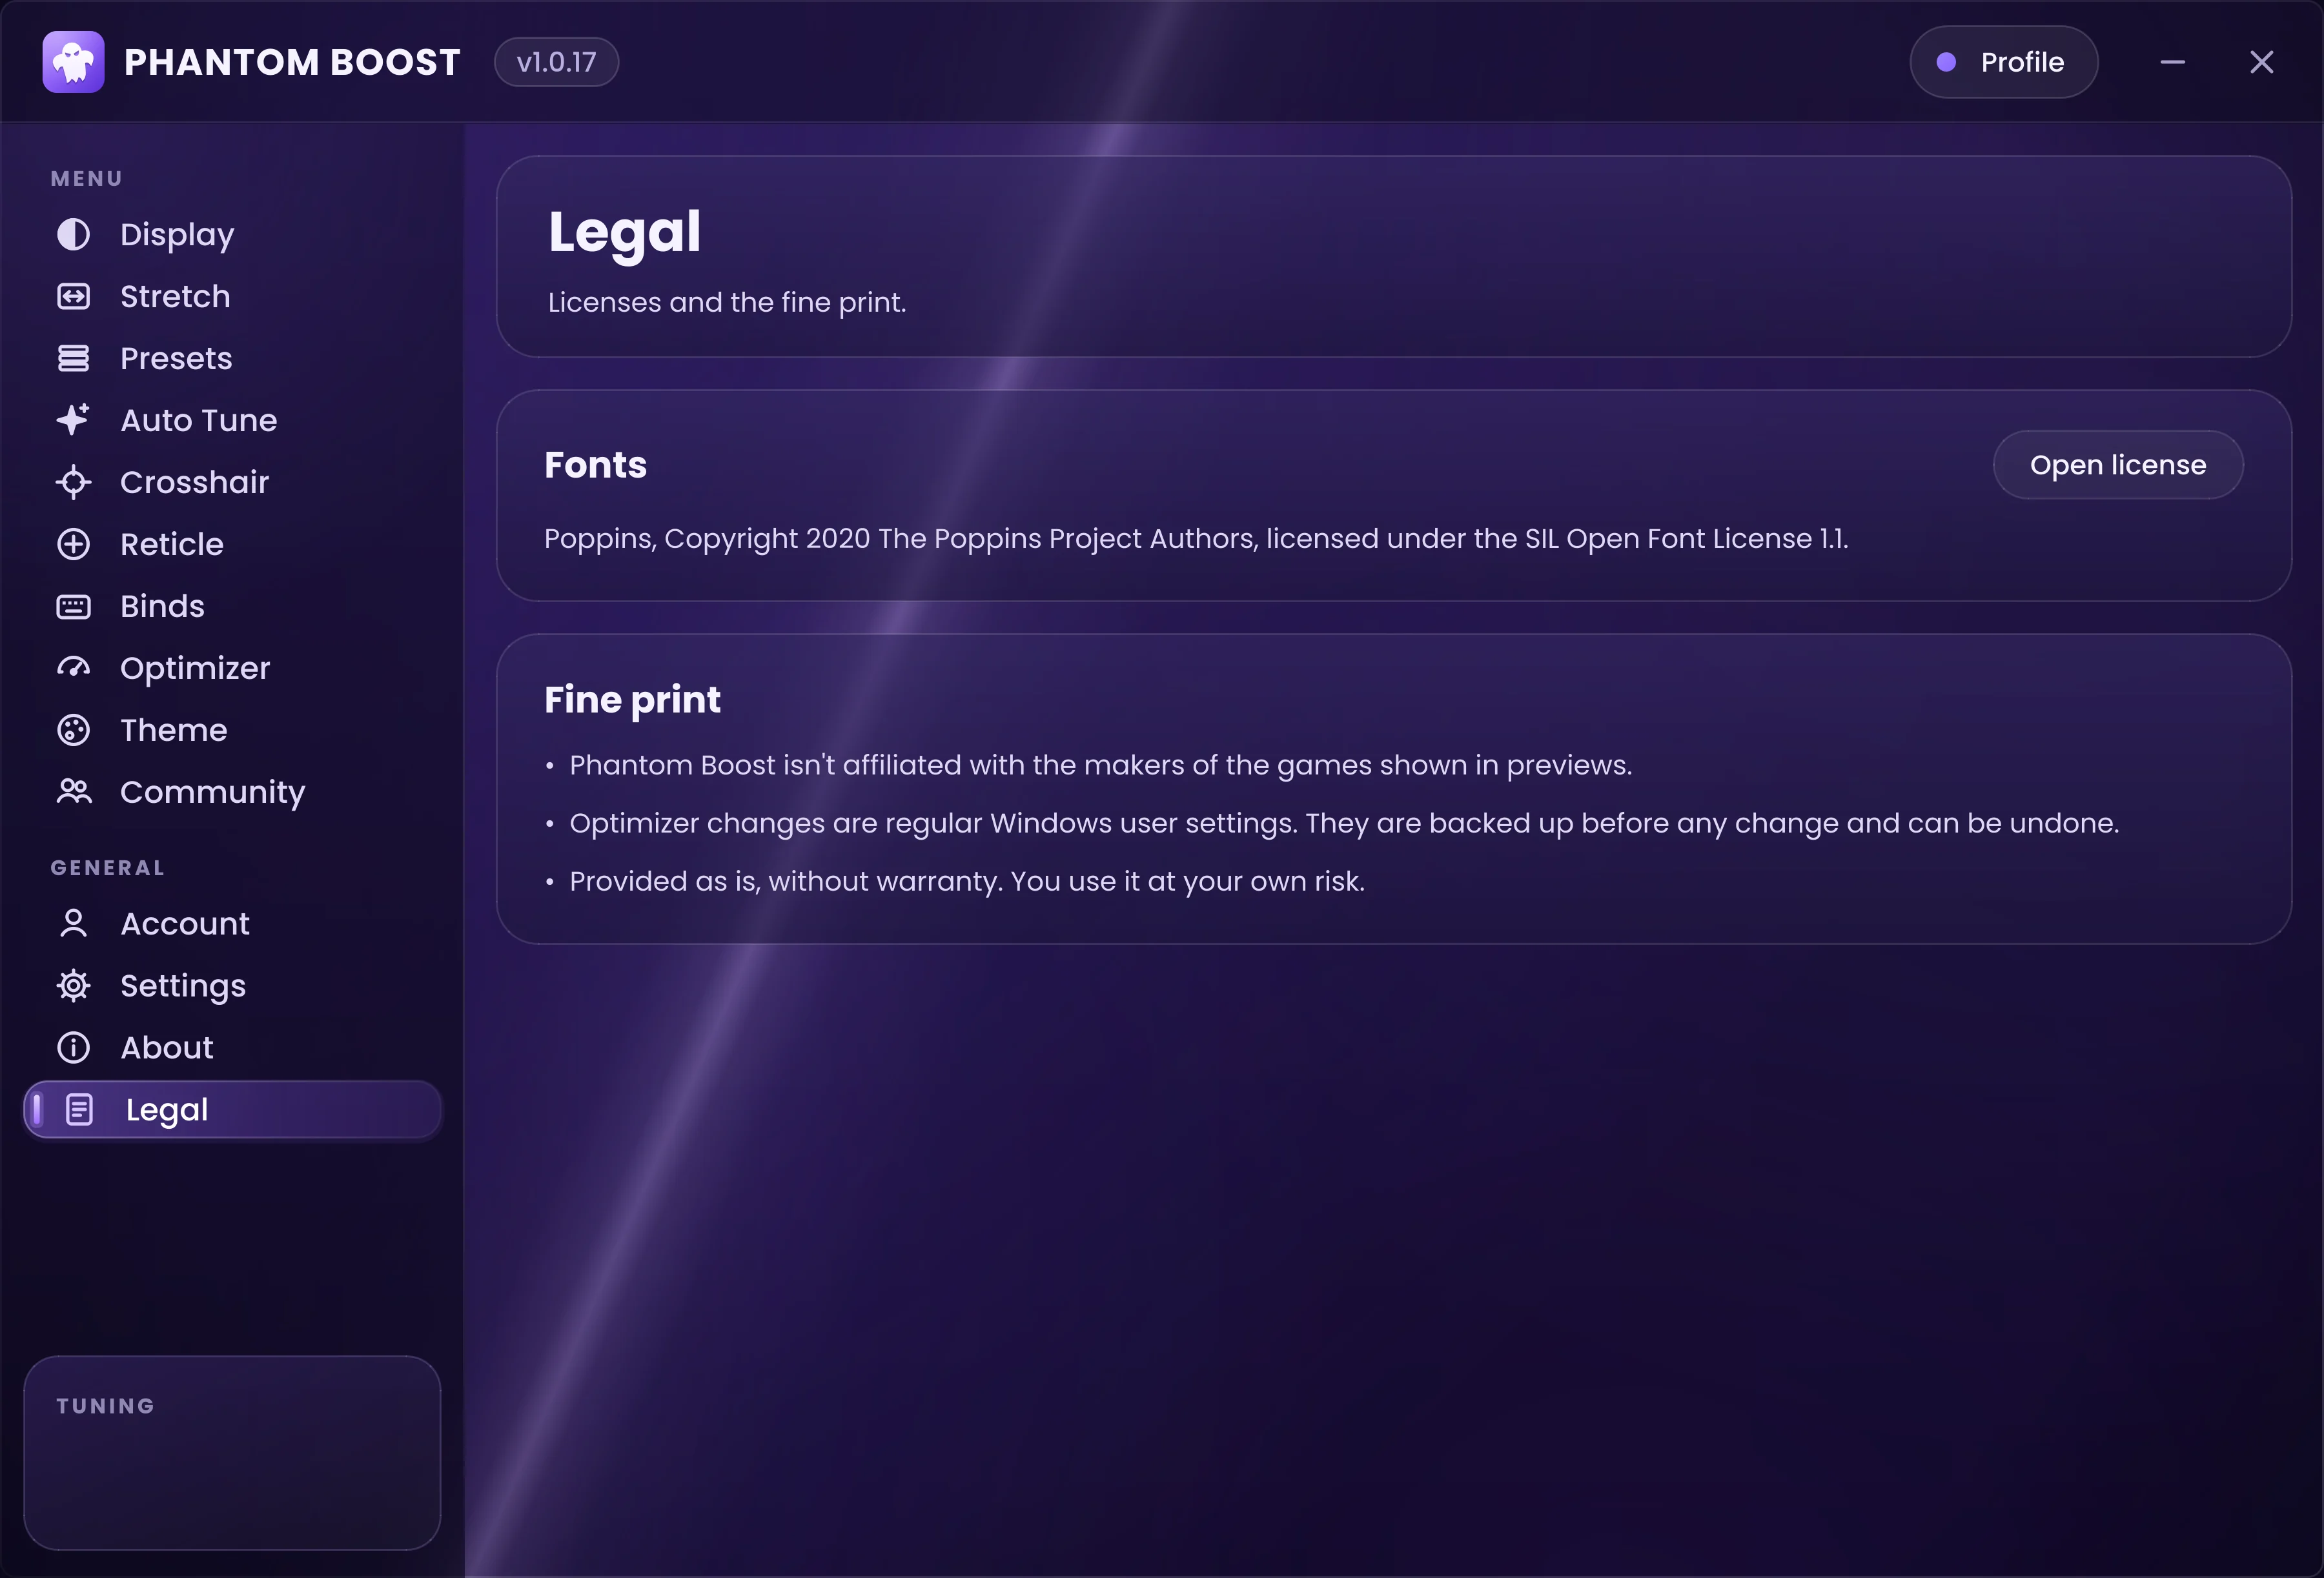 PHANTOM BOOST
v1.0.17
Profile
MENU
Display
Stretch
Presets
Auto Tune
Crosshair
Reticle
Binds
Optimizer
Theme
Community
GENERAL
Account
Settings
About
Legal
TUNING
Legal
Licenses and the fine print.
Fonts
Open license
Poppins, Copyright 2020 The Poppins Project Authors, licensed under the SIL Open Font License 1.1.
Fine print
• Phantom Boost isn't affiliated with the makers of the games shown in previews.
• Optimizer changes are regular Windows user settings. They are backed up before any change and can be undone.
• Provided as is, without warranty. You use it at your own risk.